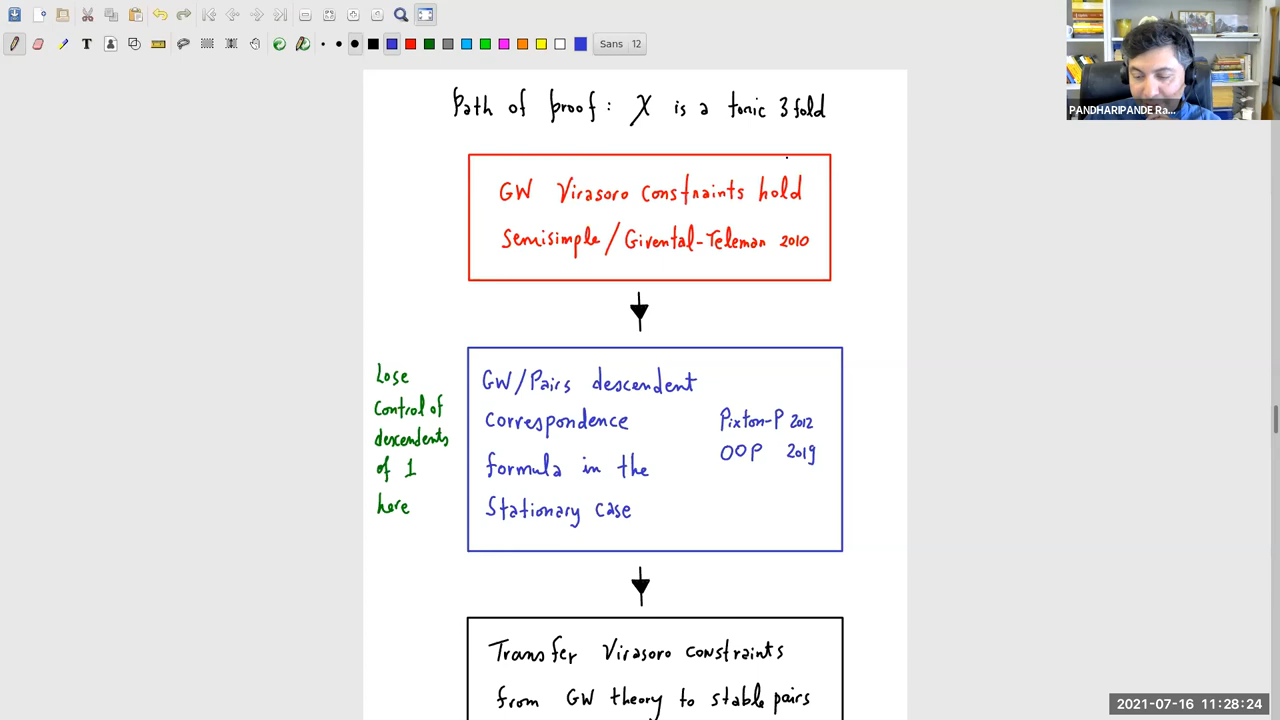 Sans 12
PANDHARIPANDE Ra...
Path of proof: X is a toric 3fold
GW Virasoro constraints hold
Semisimple/Givental-Teleman 2010
Lose
Control of
descendents
of 1
here
GW/Pairs descendent
correspondence
formula in the
Stationary case
Pixton-P 2012
OOP 2019
Transfer Virasoro constraints
from GW theory to stable pairs
2021-07-16 11:28:24